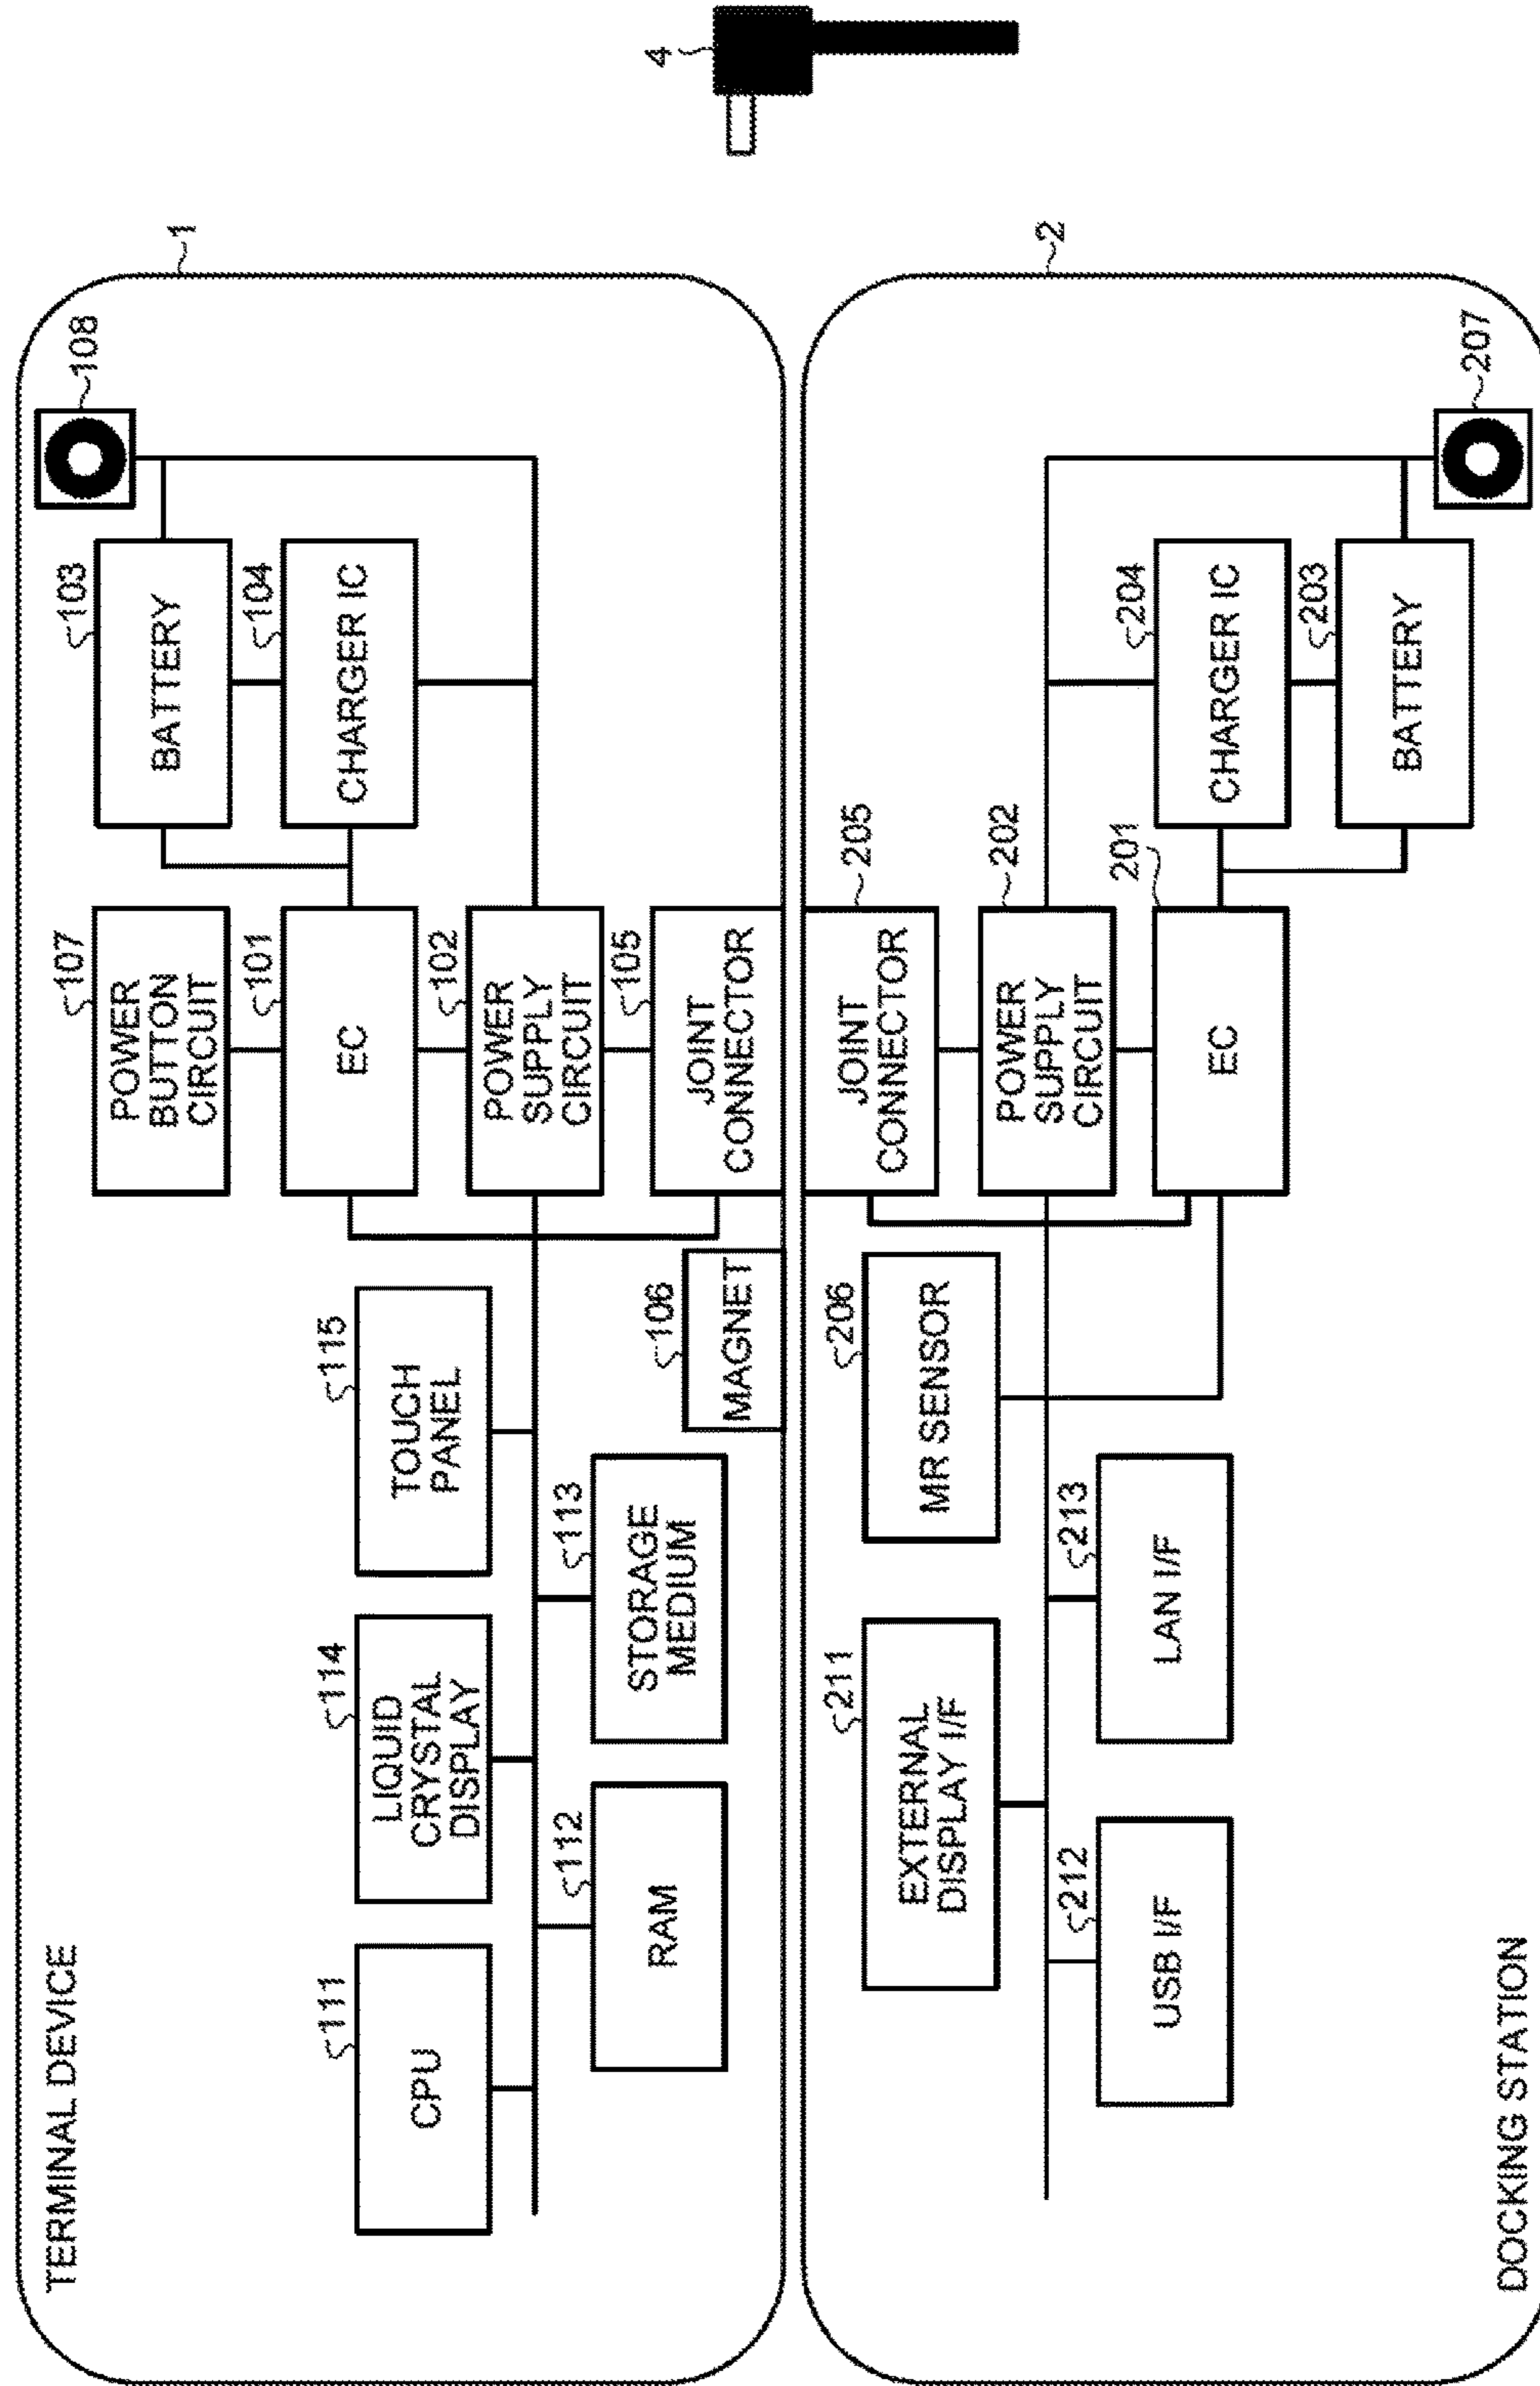 TERMINAL DEVICE
1
108
107
POWER
BUTTON
CIRCUIT
103
BATTERY
111
CPU
114
LIQUID
CRYSTAL
DISPLAY
115
TOUCH
PANEL
101
EC
104
CHARGER IC
102
POWER
SUPPLY
CIRCUIT
112
RAM
113
STORAGE
MEDIUM
106
MAGNET
105
JOINT
CONNECTOR
4
2
211
EXTERNAL
DISPLAY I/F
206
MR SENSOR
JOINT
CONNECTOR
205
POWER
SUPPLY
CIRCUIT
202
212
USB I/F
213
LAN I/F
201
EC
204
CHARGER IC
203
BATTERY
207
DOCKING STATION